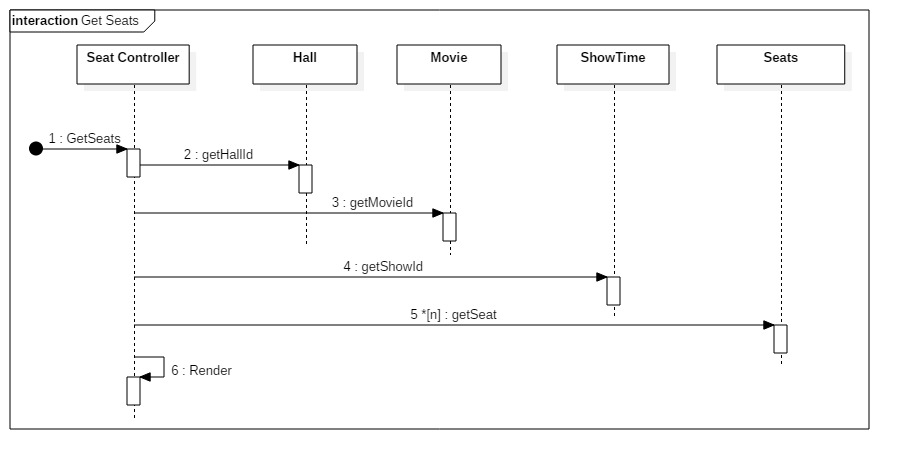 interaction Get Seats
Seat Controller
Hall
Movie
ShowTime
Seats
1 : GetSeats
2 : getHallId
3 : getMovieId
4 : getShowId
5 *[n] : getSeat
6 : Render